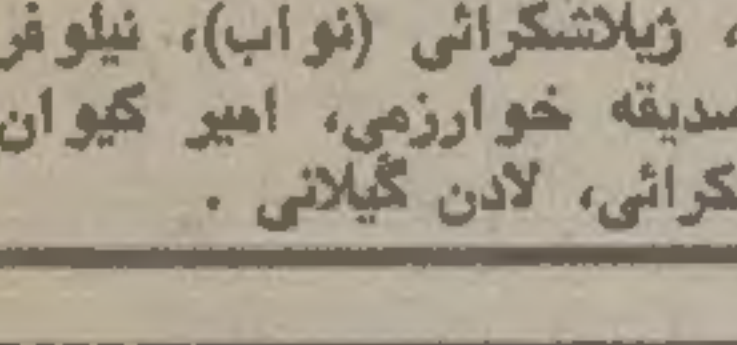 ، ژیلاشکرائی (نواب)، نیلوفر
صدیقه خوارزمی، امیر کیوان
کرائی، لادن گیلانی .